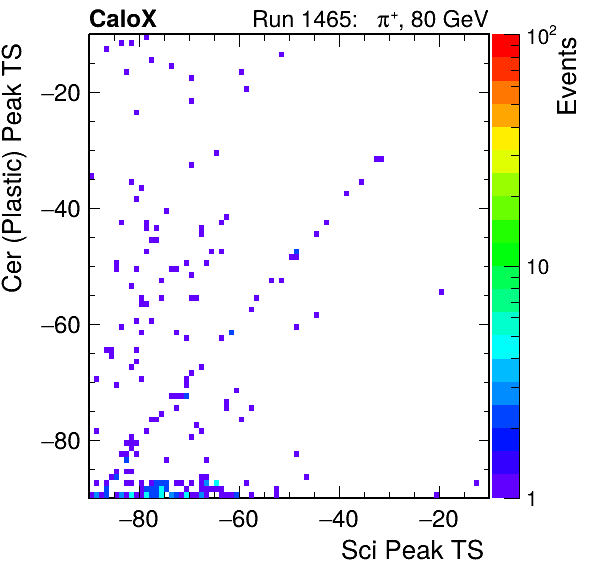 CaloX Run 1465: π⁺, 80 GeV
Cer (Plastic) Peak TS
−20
−40
−60
−80
−80 −60 −40 −20
Sci Peak TS
10²
10
1
Events